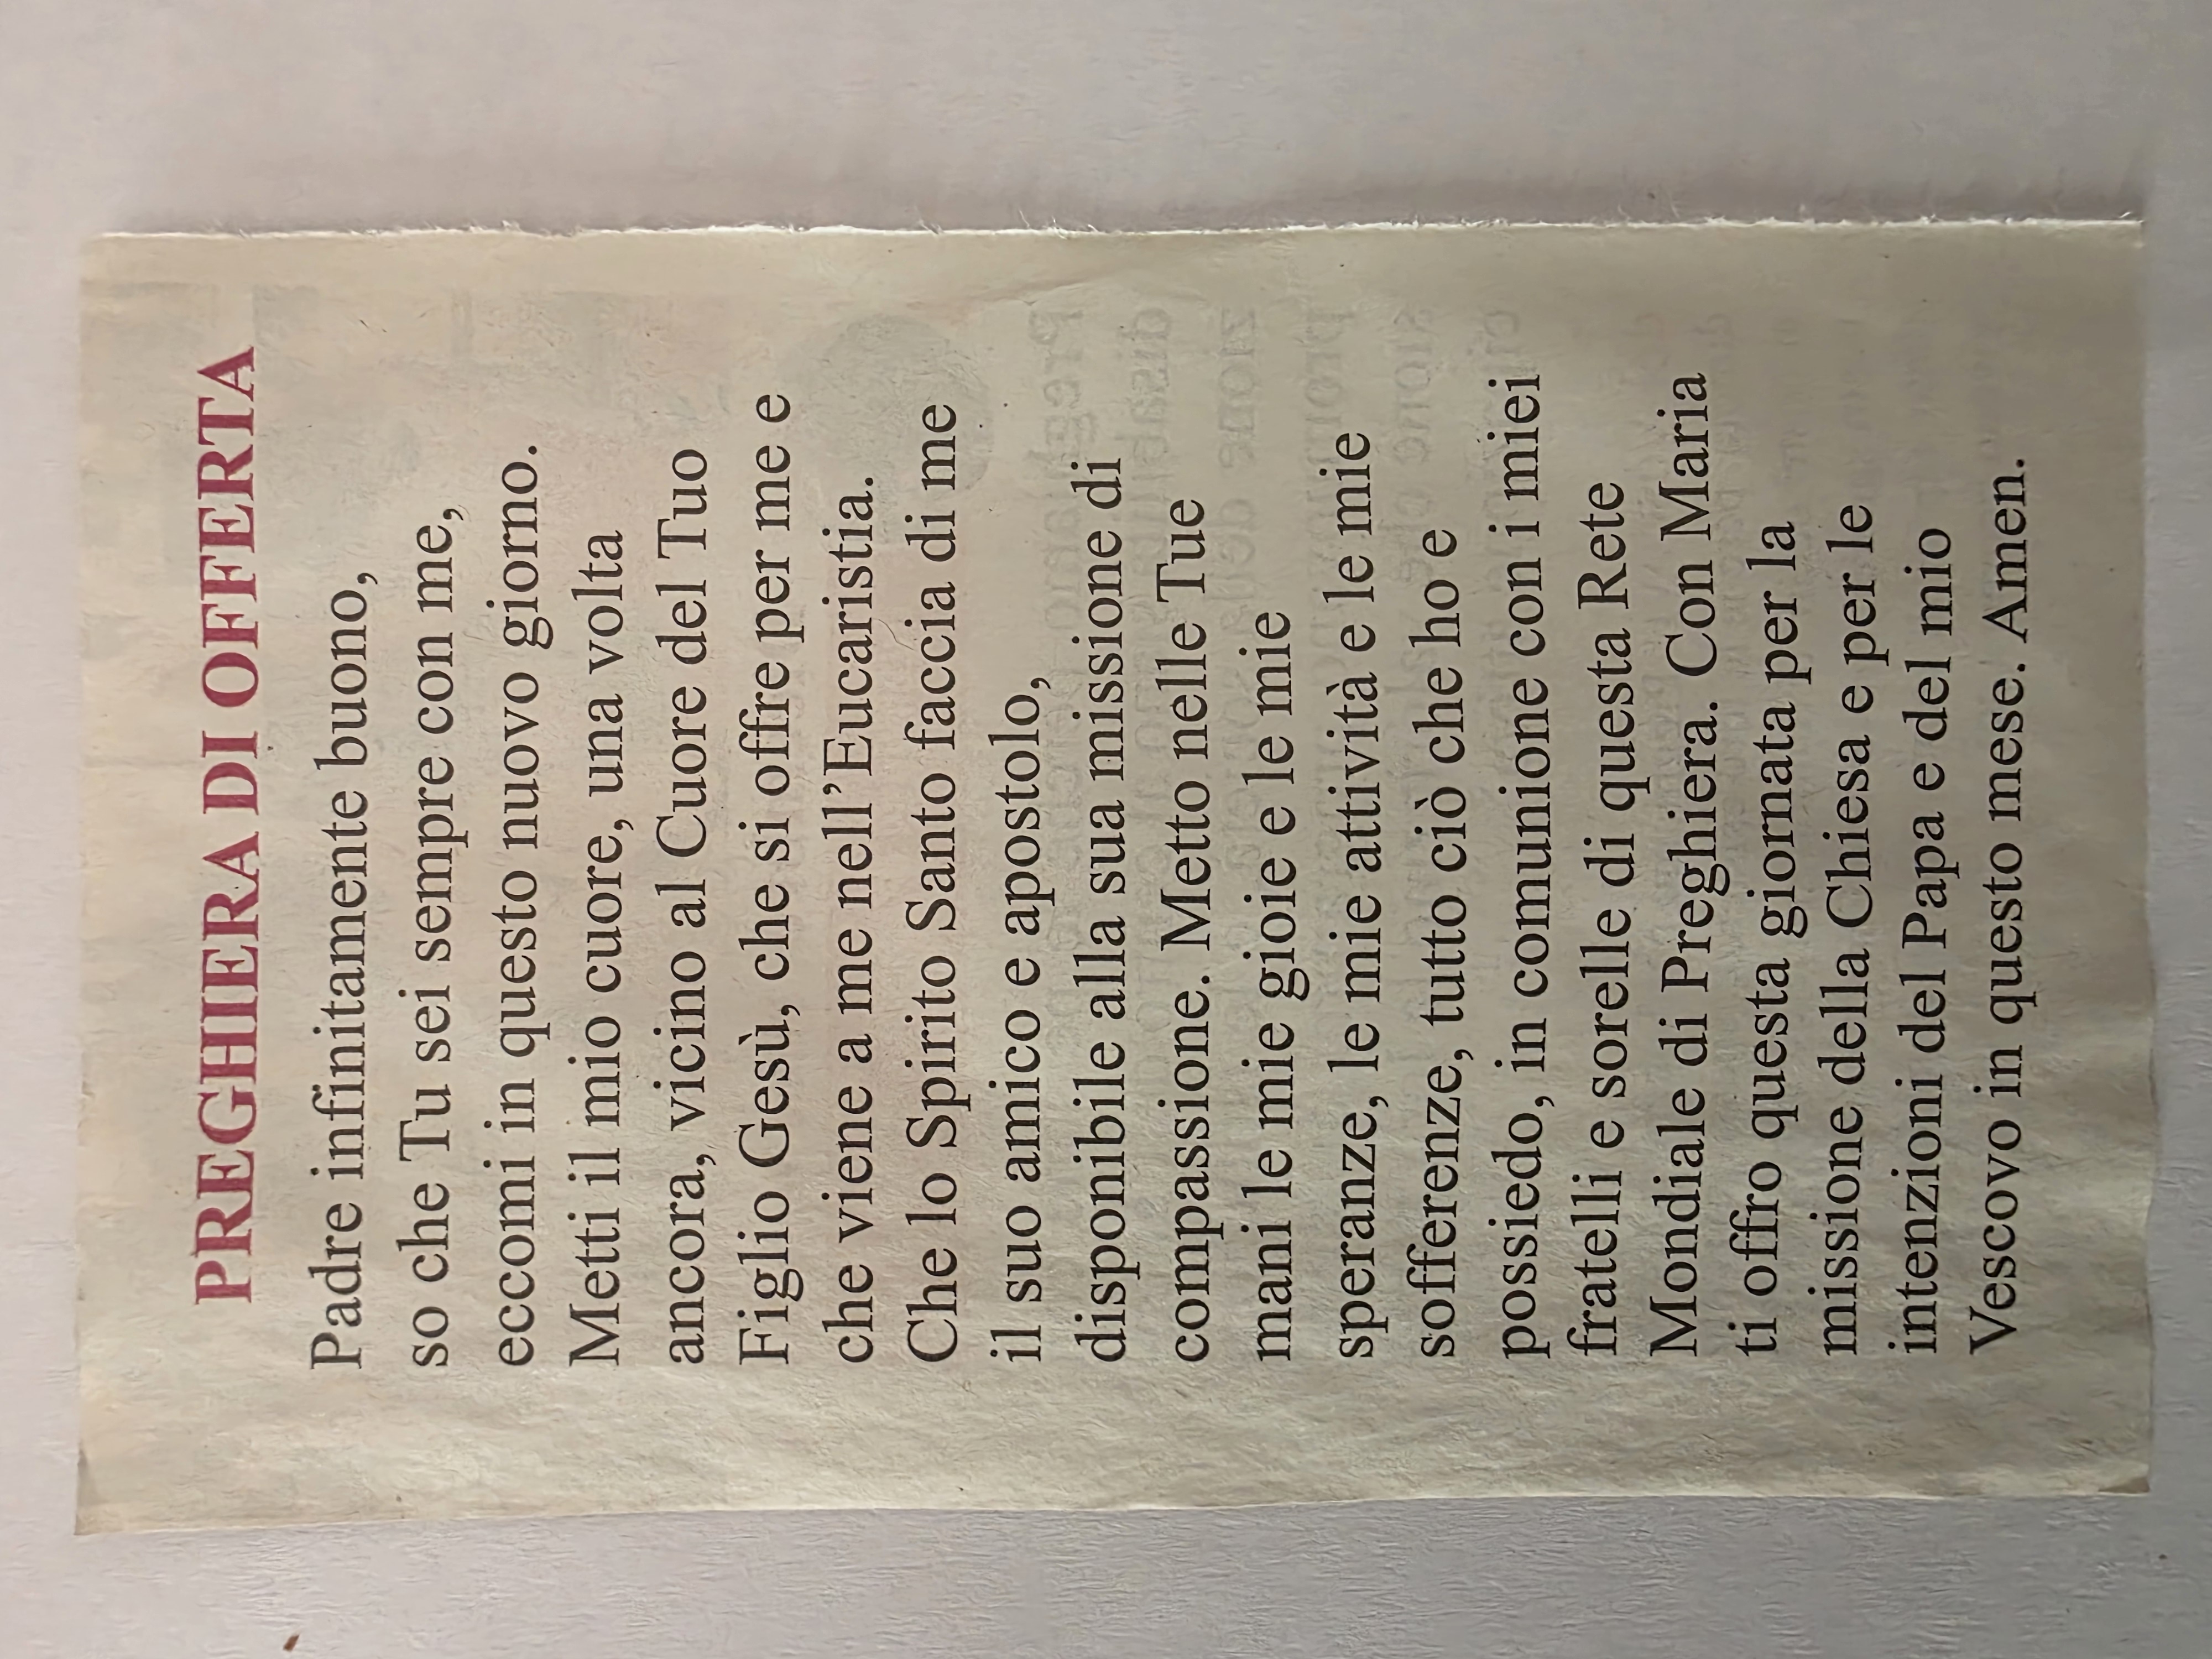 PREGHIERA DI OFFERTA
Padre infinitamente buono,
so che Tu sei sempre con me,
eccomi in questo nuovo giorno.
Metti il mio cuore, una volta
ancora, vicino al Cuore del Tuo
Figlio Gesù, che si offre per me e
che viene a me nell’Eucaristia.
Che lo Spirito Santo faccia di me
il suo amico e apostolo,
disponibile alla sua missione di
compassione. Metto nelle Tue
mani le mie gioie e le mie
speranze, le mie attività e le mie
sofferenze, tutto ciò che ho e
possiedo, in comunione con i miei
fratelli e sorelle di questa Rete
Mondiale di Preghiera. Con Maria
ti offro questa giornata per la
missione della Chiesa e per le
intenzioni del Papa e del mio
Vescovo in questo mese. Amen.